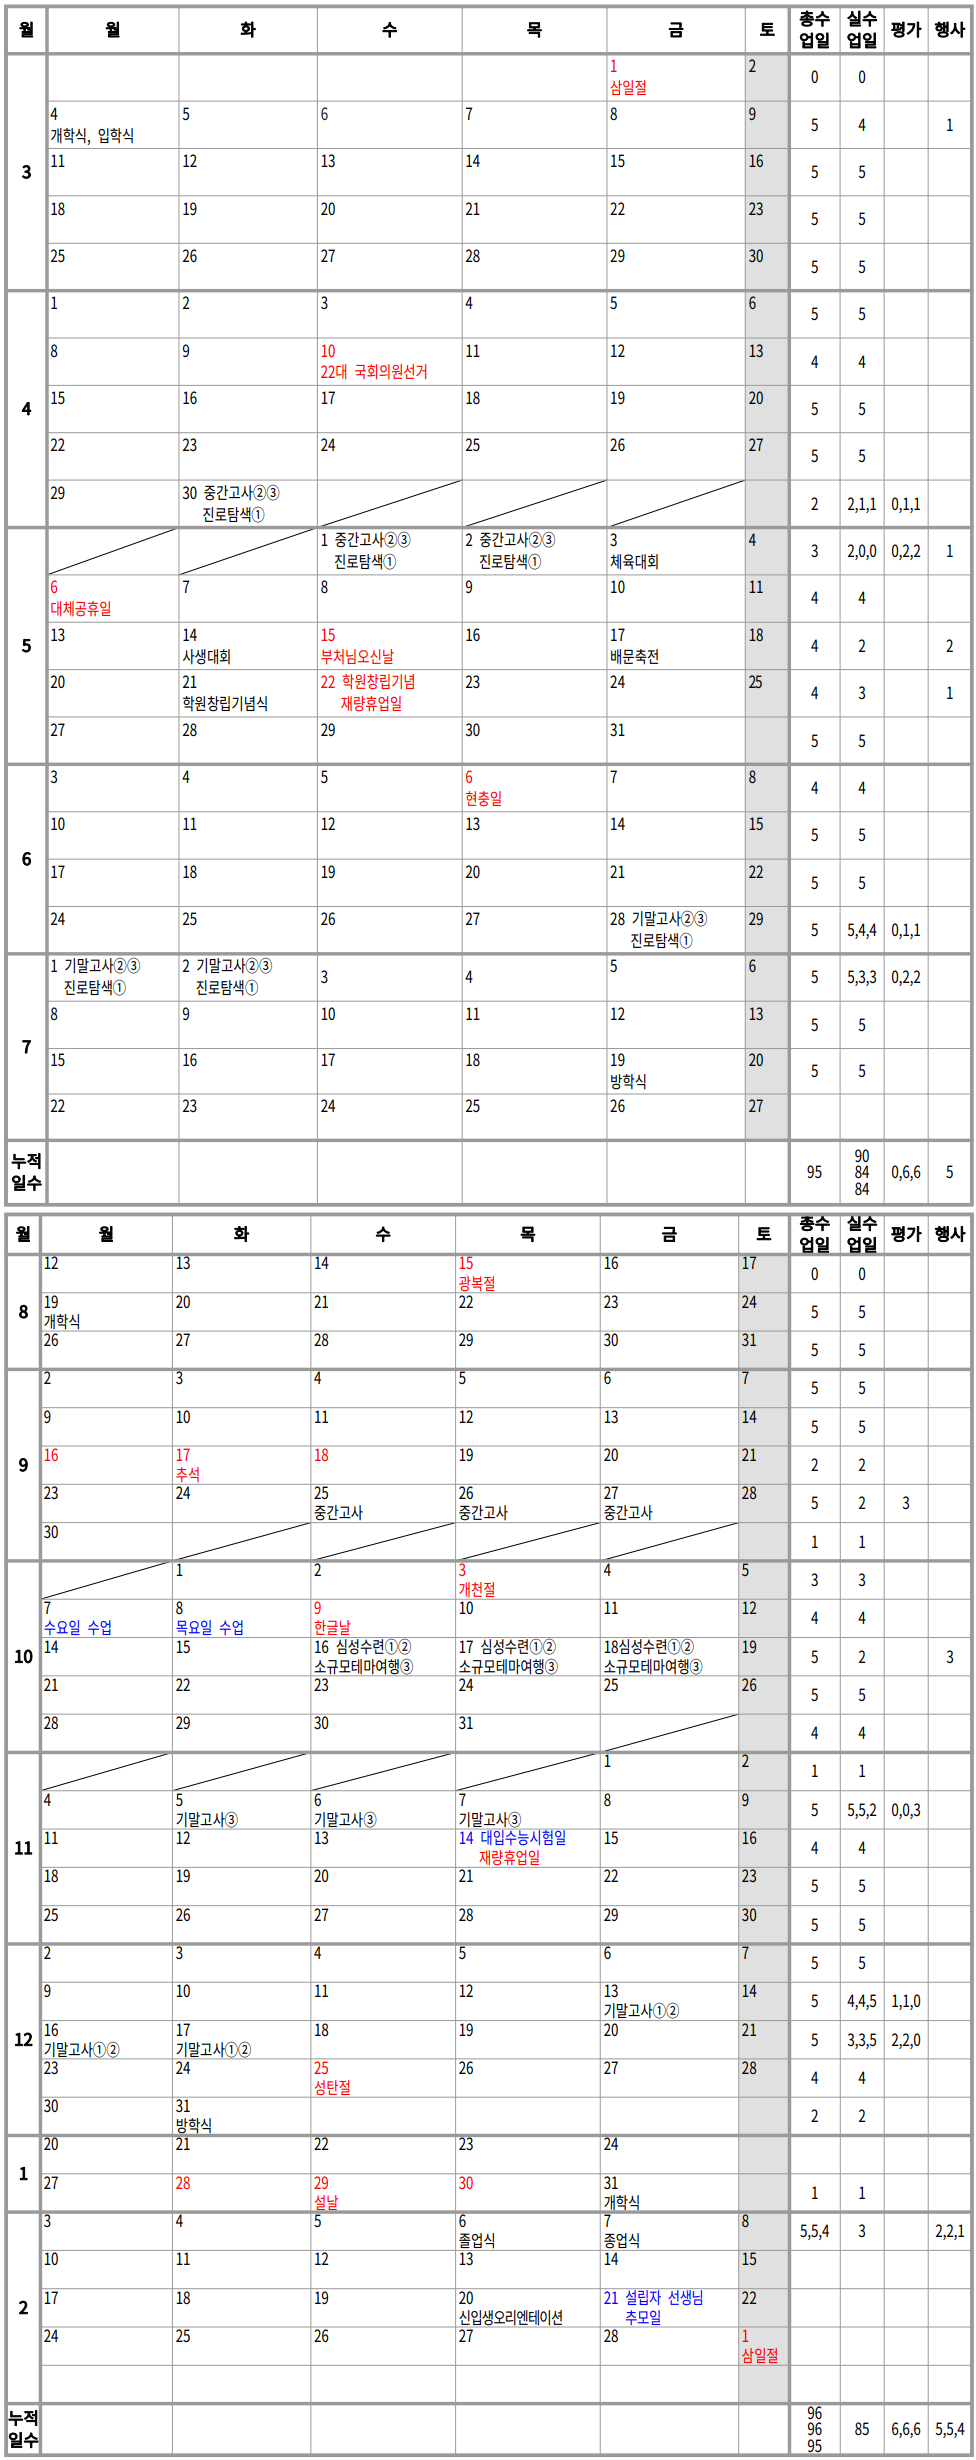 월 월 화 수 목 금 토 총수업일 실수업일 평가 행사
3
1 2 0 0
삼일절
4 5 6 7 8 9 5 4 1
개학식, 입학식
11 12 13 14 15 16 5 5
18 19 20 21 22 23 5 5
25 26 27 28 29 30 5 5
4
1 2 3 4 5 6 5 5
8 9 10 11 12 13 4 4
22대 국회의원선거
15 16 17 18 19 20 5 5
22 23 24 25 26 27 5 5
29 30 중간고사②③ 2 2,1,1 0,1,1
진로탐색①
5
1 중간고사②③ 2 중간고사②③ 3 4 3 2,0,0 0,2,2 1
진로탐색① 진로탐색① 체육대회
6 7 8 9 10 11 4 4
대체공휴일
13 14 15 16 17 18 4 2 2
사생대회 부처님오신날 배문축전
20 21 22 학원창립기념 23 24 25 4 3 1
학원창립기념식 재량휴업일
27 28 29 30 31 5 5
6
3 4 5 6 7 8 4 4
현충일
10 11 12 13 14 15 5 5
17 18 19 20 21 22 5 5
24 25 26 27 28 기말고사②③ 29 5 5,4,4 0,1,1
진로탐색①
7
1 기말고사②③ 2 기말고사②③ 3 4 5 6 5 5,3,3 0,2,2
진로탐색① 진로탐색①
8 9 10 11 12 13 5 5
15 16 17 18 19 20 5 5
방학식
22 23 24 25 26 27
누적
일수
95 90 0,6,6 5
84
84
월 월 화 수 목 금 토 총수업일 실수업일 평가 행사
8
12 13 14 15 16 17 0 0
광복절
19 20 21 22 23 24 5 5
개학식
26 27 28 29 30 31 5 5
9
2 3 4 5 6 7 5 5
9 10 11 12 13 14 5 5
16 17 18 19 20 21 2 2
추석
23 24 25 26 27 28 5 2 3
중간고사 중간고사 중간고사
30 1 1
10
1 2 3 4 5 3 3
개천절
7 8 9 10 11 12 4 4
수요일 수업 목요일 수업 한글날
14 15 16 심성수련①② 17 심성수련①② 18심성수련①② 19 5 2 3
소규모테마여행③ 소규모테마여행③ 소규모테마여행③
21 22 23 24 25 26 5 5
28 29 30 31 4 4
11
1 2 1 1
4 5 6 7 8 9 5 5,5,2 0,0,3
기말고사③ 기말고사③ 기말고사③
11 12 13 14 대입수능시험일 15 16 4 4
재량휴업일
18 19 20 21 22 23 5 5
25 26 27 28 29 30 5 5
12
2 3 4 5 6 7 5 5
9 10 11 12 13 14 5 4,4,5 1,1,0
기말고사①②
16 17 18 19 20 21 5 3,3,5 2,2,0
기말고사①② 기말고사①②
23 24 25 26 27 28 4 4
성탄절
30 31 2 2
방학식
1
20 21 22 23 24
27 28 29 30 31 1 1
설날 개학식
2
3 4 5 6 7 8 5,5,4 3 2,2,1
졸업식 종업식
10 11 12 13 14 15
17 18 19 20 21 설립자 선생님 22
신입생오리엔테이션 추모일
24 25 26 27 28 1
삼일절
누적
일수
96 85 6,6,6 5,5,4
96
95